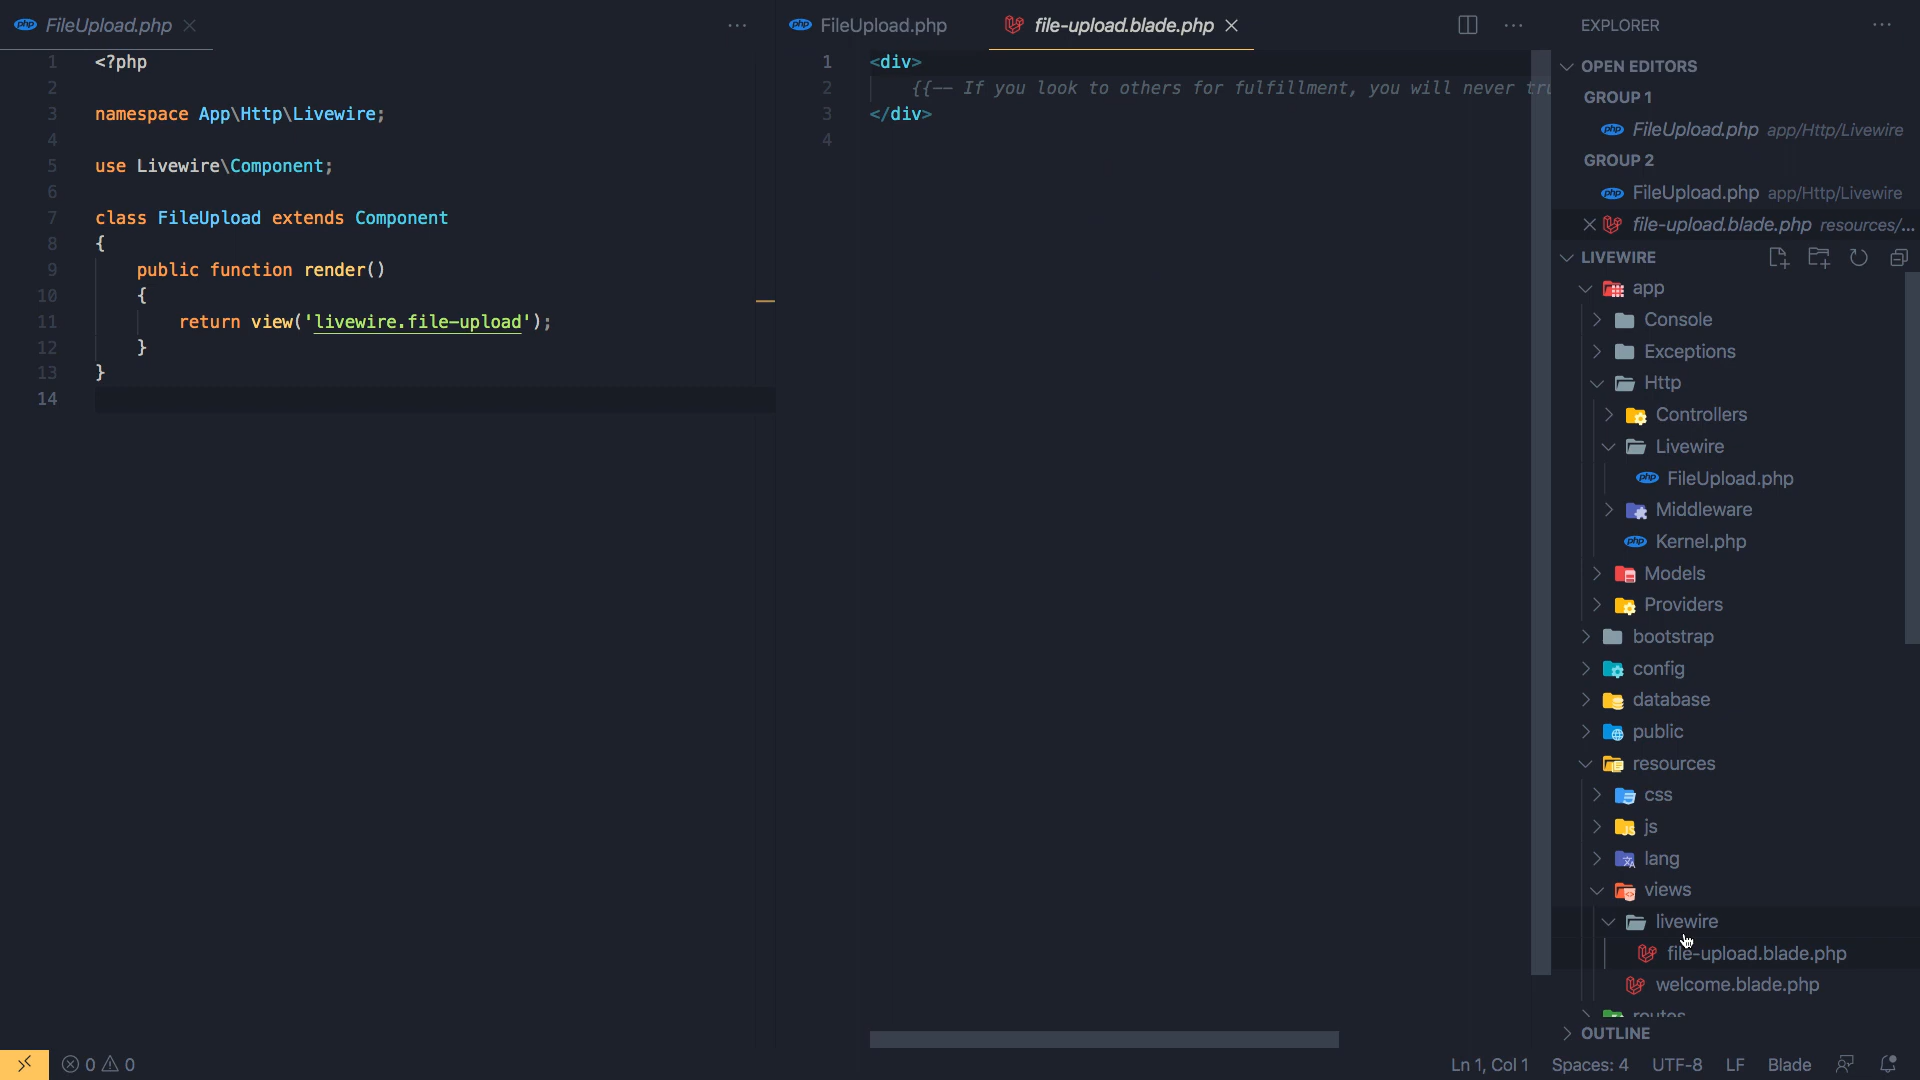 FileUpload.php
1 <?php
2
3 namespace App\Http\Livewire;
4
5 use Livewire\Component;
6
7 class FileUpload extends Component
8 {
9 public function render()
10 {
11 return view('livewire.file-upload');
12 }
13 }
14
FileUpload.php
file-upload.blade.php
1 <div>
2 {{-- If you look to others for fulfillment, you will never tru
3 </div>
4
EXPLORER
OPEN EDITORS
GROUP 1
FileUpload.php app/Http/Livewire
GROUP 2
FileUpload.php app/Http/Livewire
file-upload.blade.php resources/...
LIVEWIRE
app
Console
Exceptions
Http
Controllers
Livewire
FileUpload.php
Middleware
Kernel.php
Models
Providers
bootstrap
config
database
public
resources
css
js
lang
views
livewire
file-upload.blade.php
welcome.blade.php
routes
OUTLINE
0 0
Ln 1, Col 1 Spaces: 4 UTF-8 LF Blade